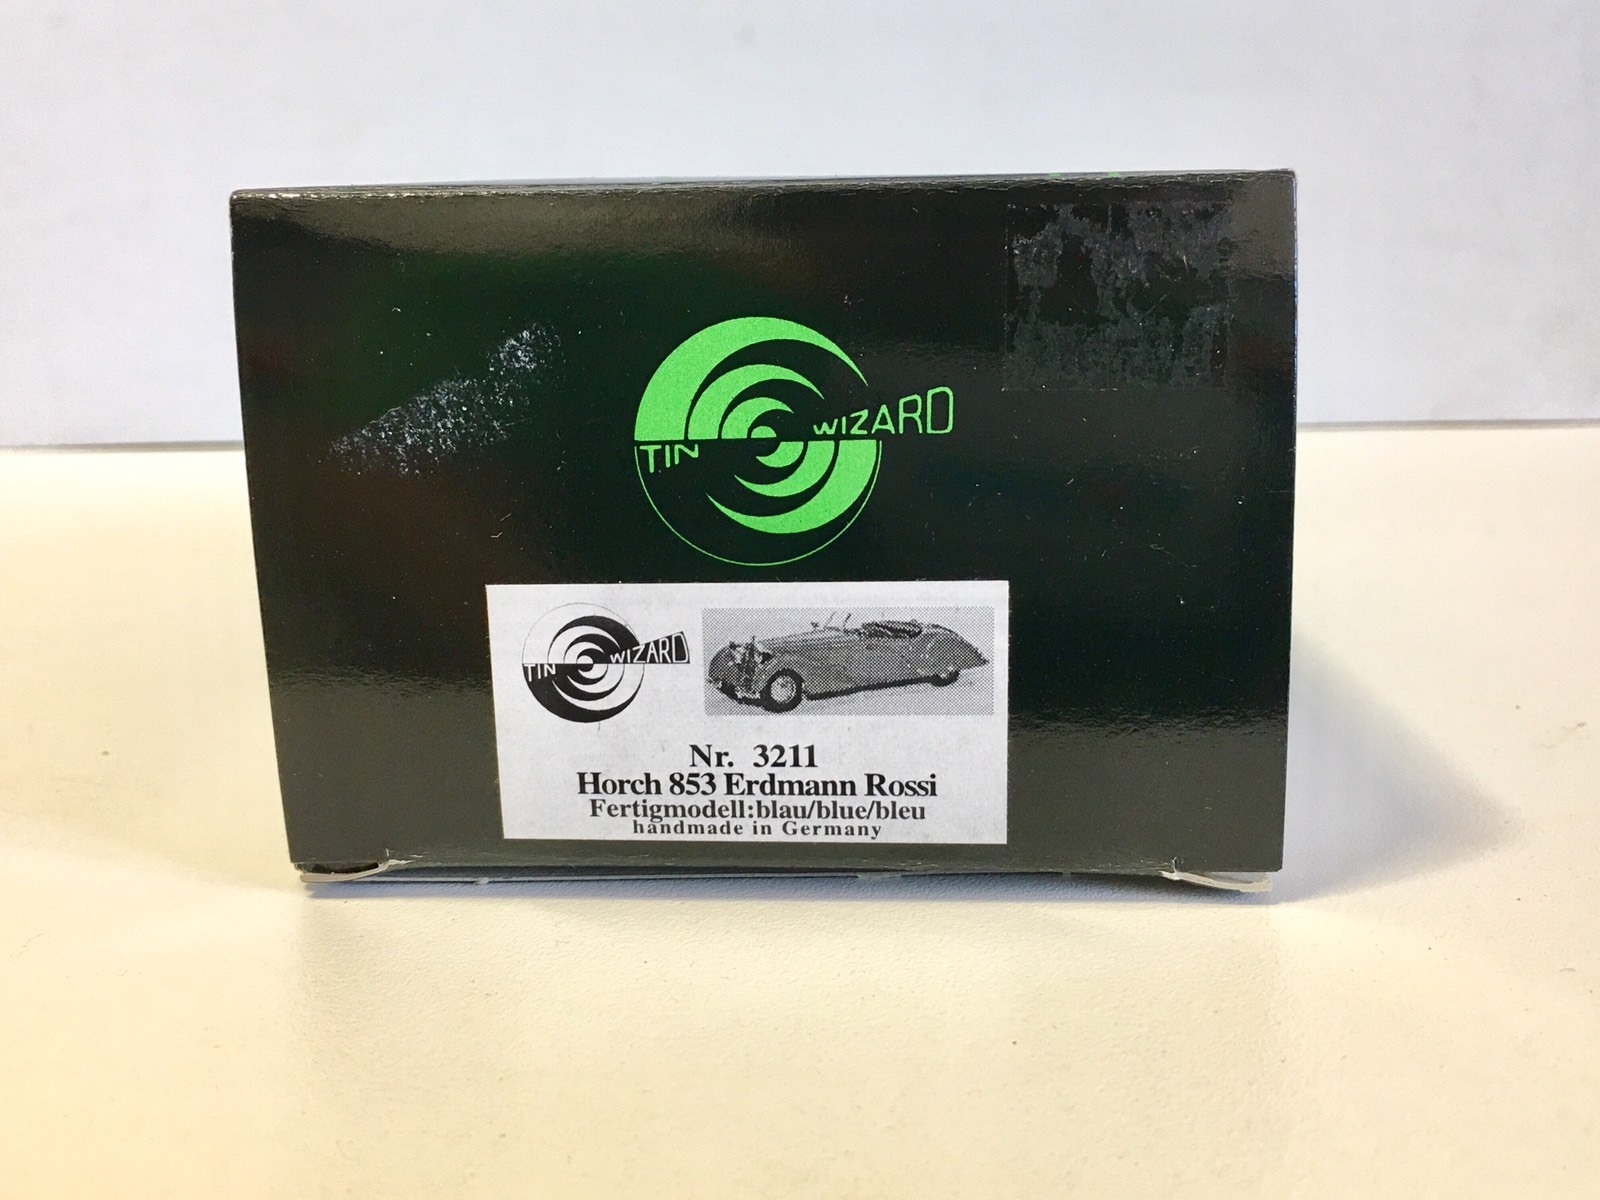 TIN WIZARD
TIN WIZARD
Nr. 3211
Horch 853 Erdmann Rossi
Fertigmodell:blau/blue/bleu
handmade in Germany